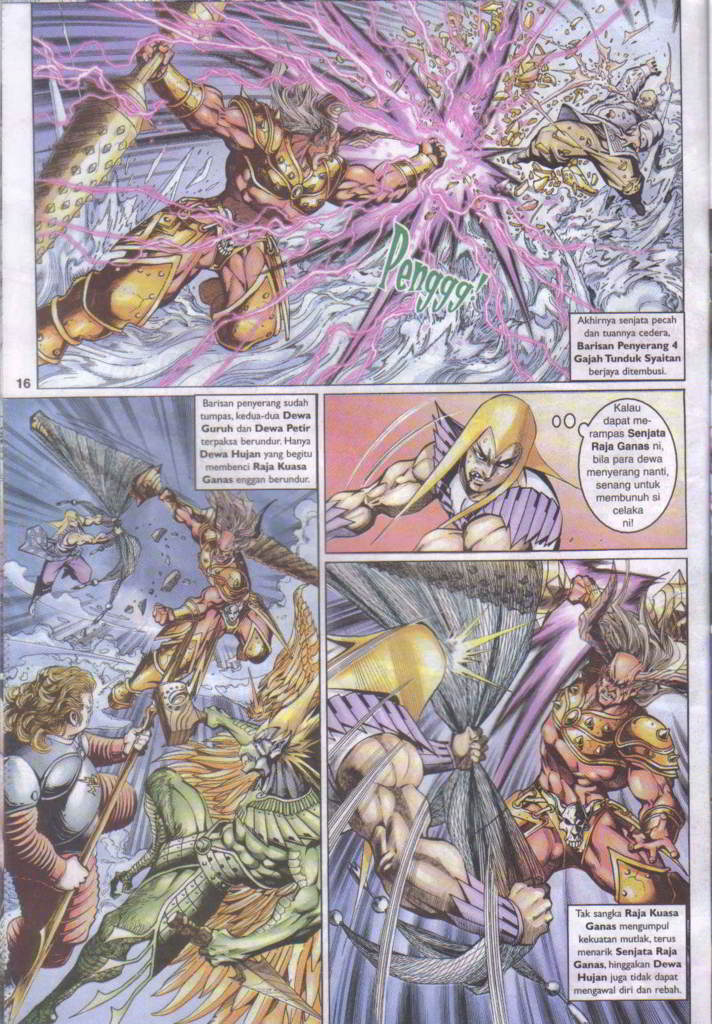 Penggg!
Akhirnya senjata pecah
dan tuannya cedera,
Barisan Penyerang 4
Gajah Tunduk Syaitan
berjaya ditembusi.
16
Barisan penyerang sudah
tumpas, kedua-dua Dewa
Guruh dan Dewa Petir
terpaksa berundur. Hanya
Dewa Hujan yang begitu
membenci Raja Kuasa
Ganas enggan berundur.
Kalau
dapat me-
rampas Senjata
Raja Ganas ni,
bila para dewa
menyerang nanti,
senang untuk
membunuh si
celaka
ni!
Tak sangka Raja Kuasa
Ganas mengumpul
kekuatan mutlak, terus
menarik Senjata Raja
Ganas, hinggakan Dewa
Hujan juga tidak dapat
mengawal diri dan rebah.